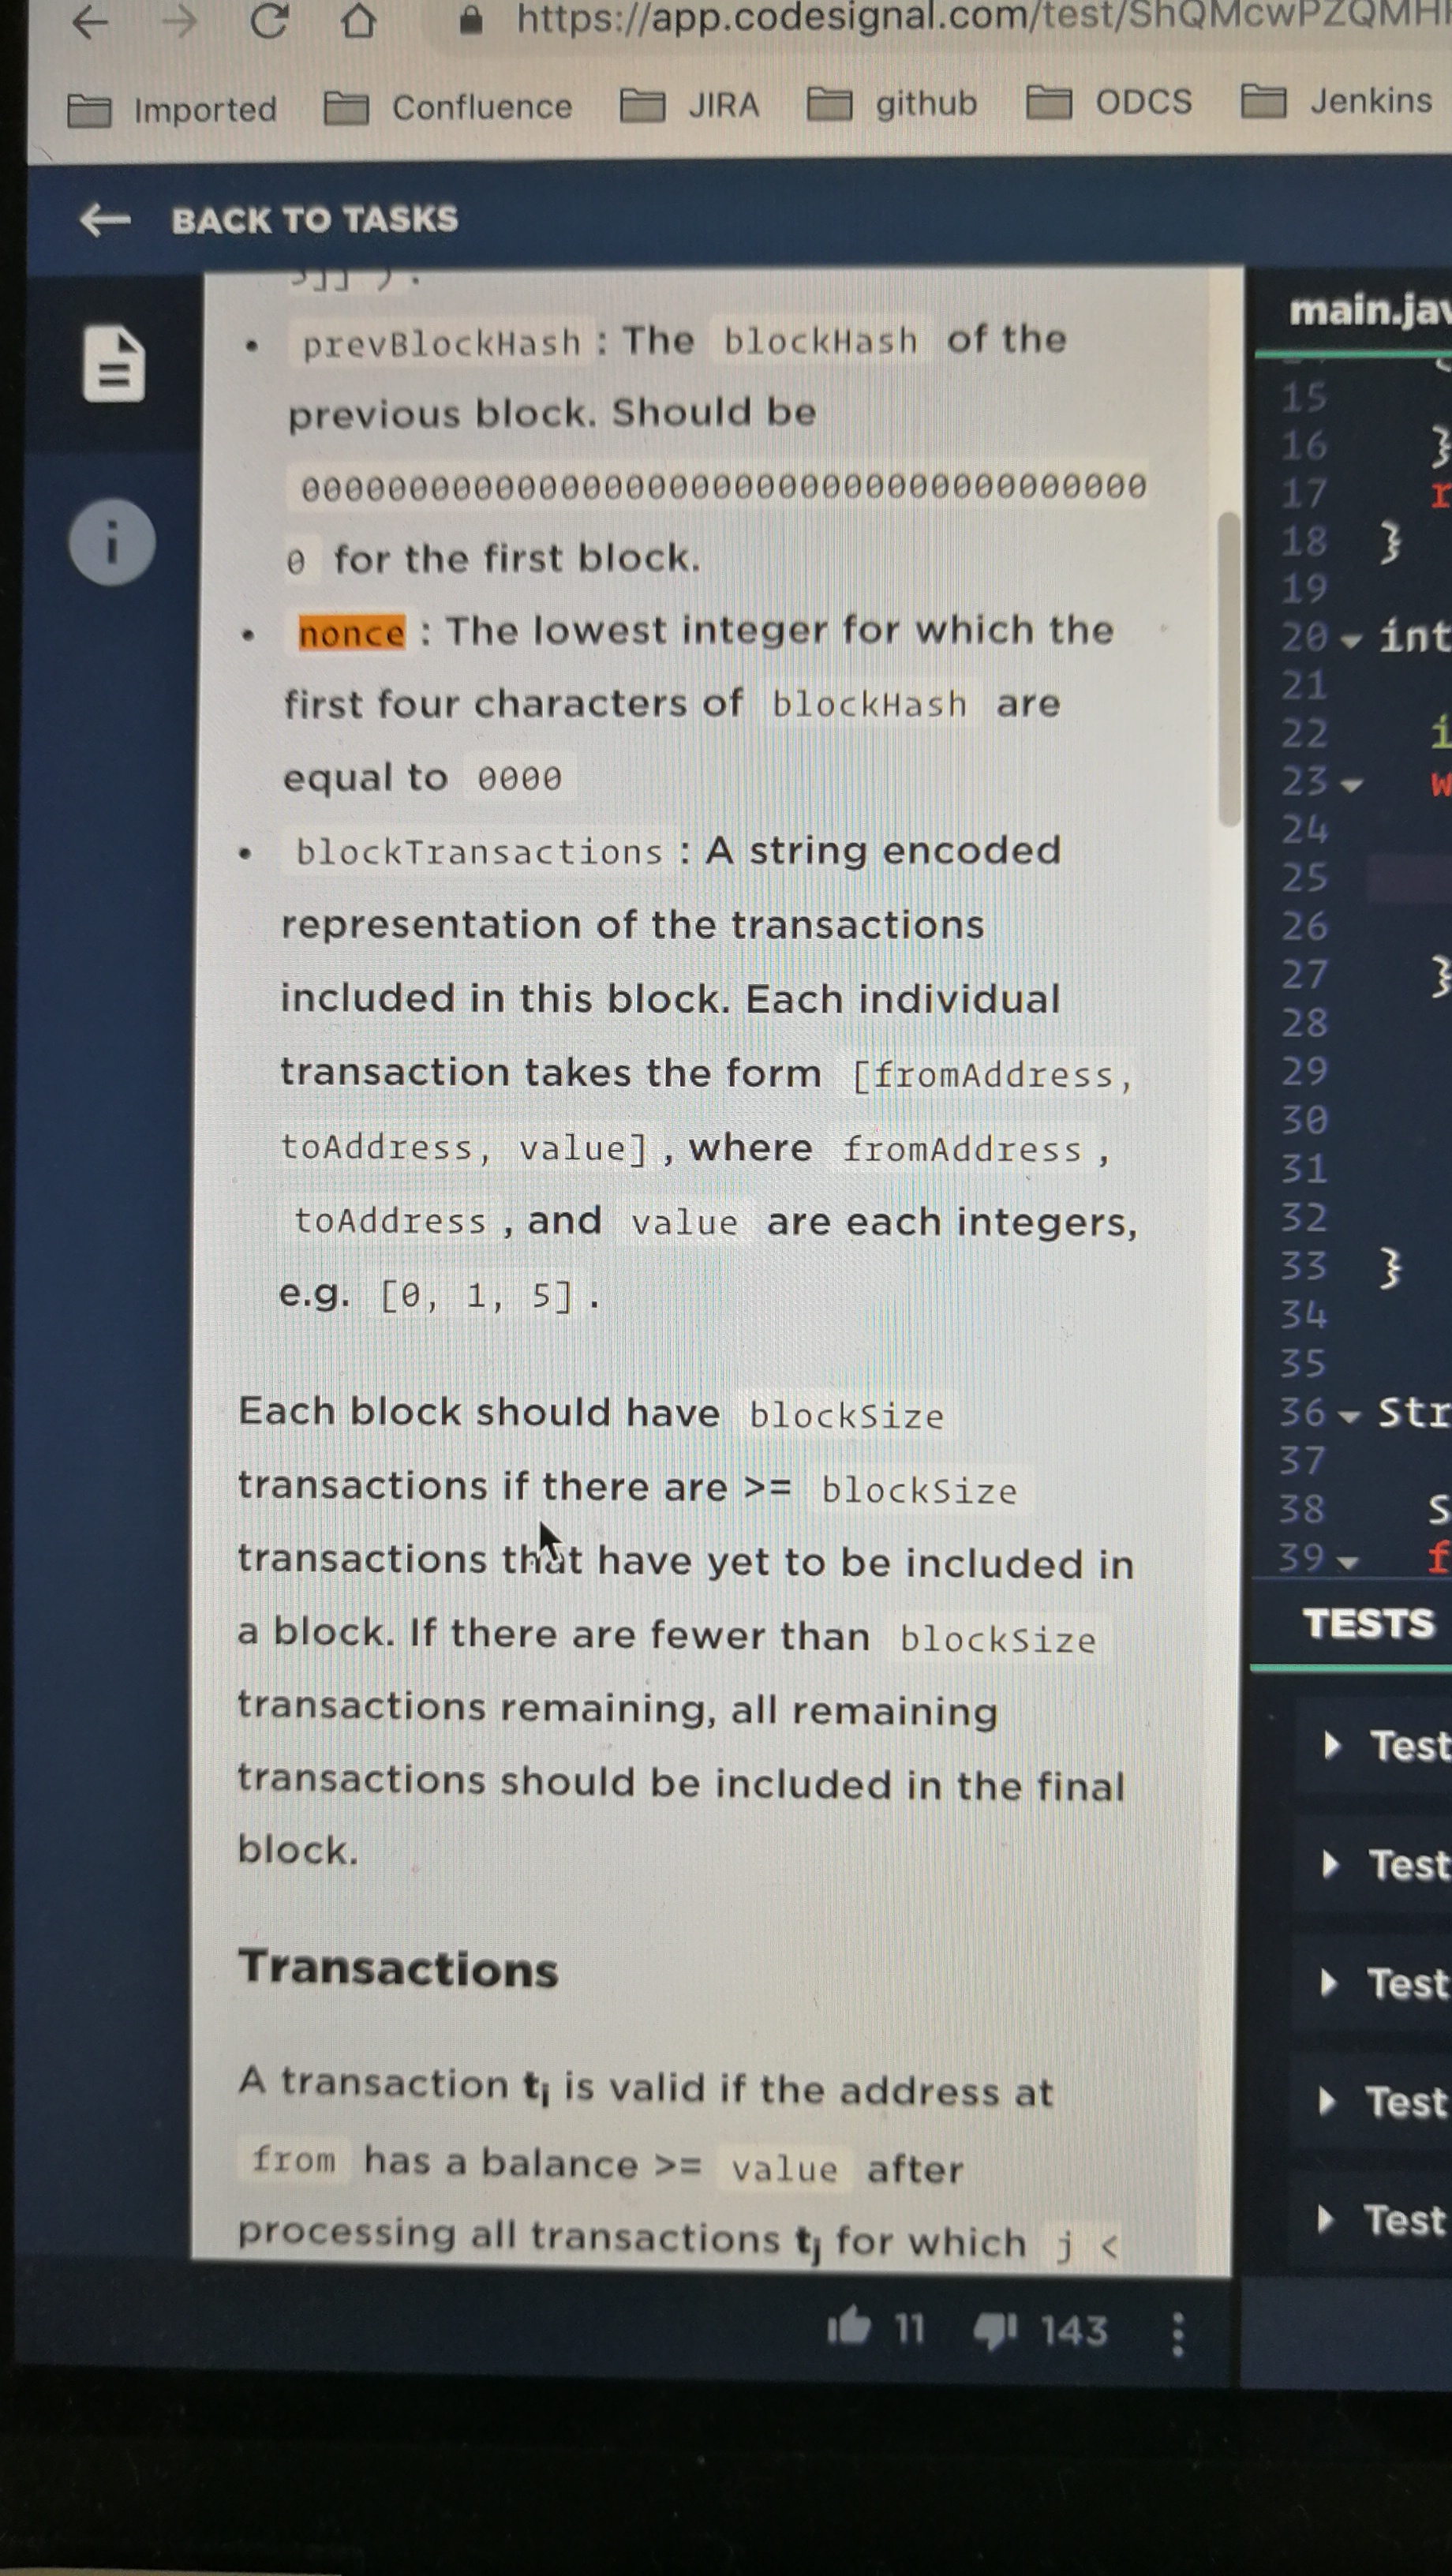 https://app.codesignal.com/test/ShQMcwPZQMH
Imported Confluence JIRA github ODCS Jenkins
BACK TO TASKS
prevBlockHash : The blockHash of the
previous block. Should be
000000000000000000000000000000000000000
0 for the first block.
nonce : The lowest integer for which the
first four characters of blockHash are
equal to 0000
blockTransactions : A string encoded
representation of the transactions
included in this block. Each individual
transaction takes the form [fromAddress,
toAddress, value] , where fromAddress ,
toAddress , and value are each integers,
e.g. [0, 1, 5] .
Each block should have blockSize
transactions if there are >= blockSize
transactions that have yet to be included in
a block. If there are fewer than blockSize
transactions remaining, all remaining
transactions should be included in the final
block.
Transactions
A transaction ti is valid if the address at
from has a balance >= value after
processing all transactions tj for which j <
11 143
main.jav
15
16 }
17 r
18 }
19
20 int
21
22 i
23 w
24
25
26
27 }
28
29
30
31
32
33 }
34
35
36 Str
37
38 S
39 f
TESTS
Test
Test
Test
Test
Test